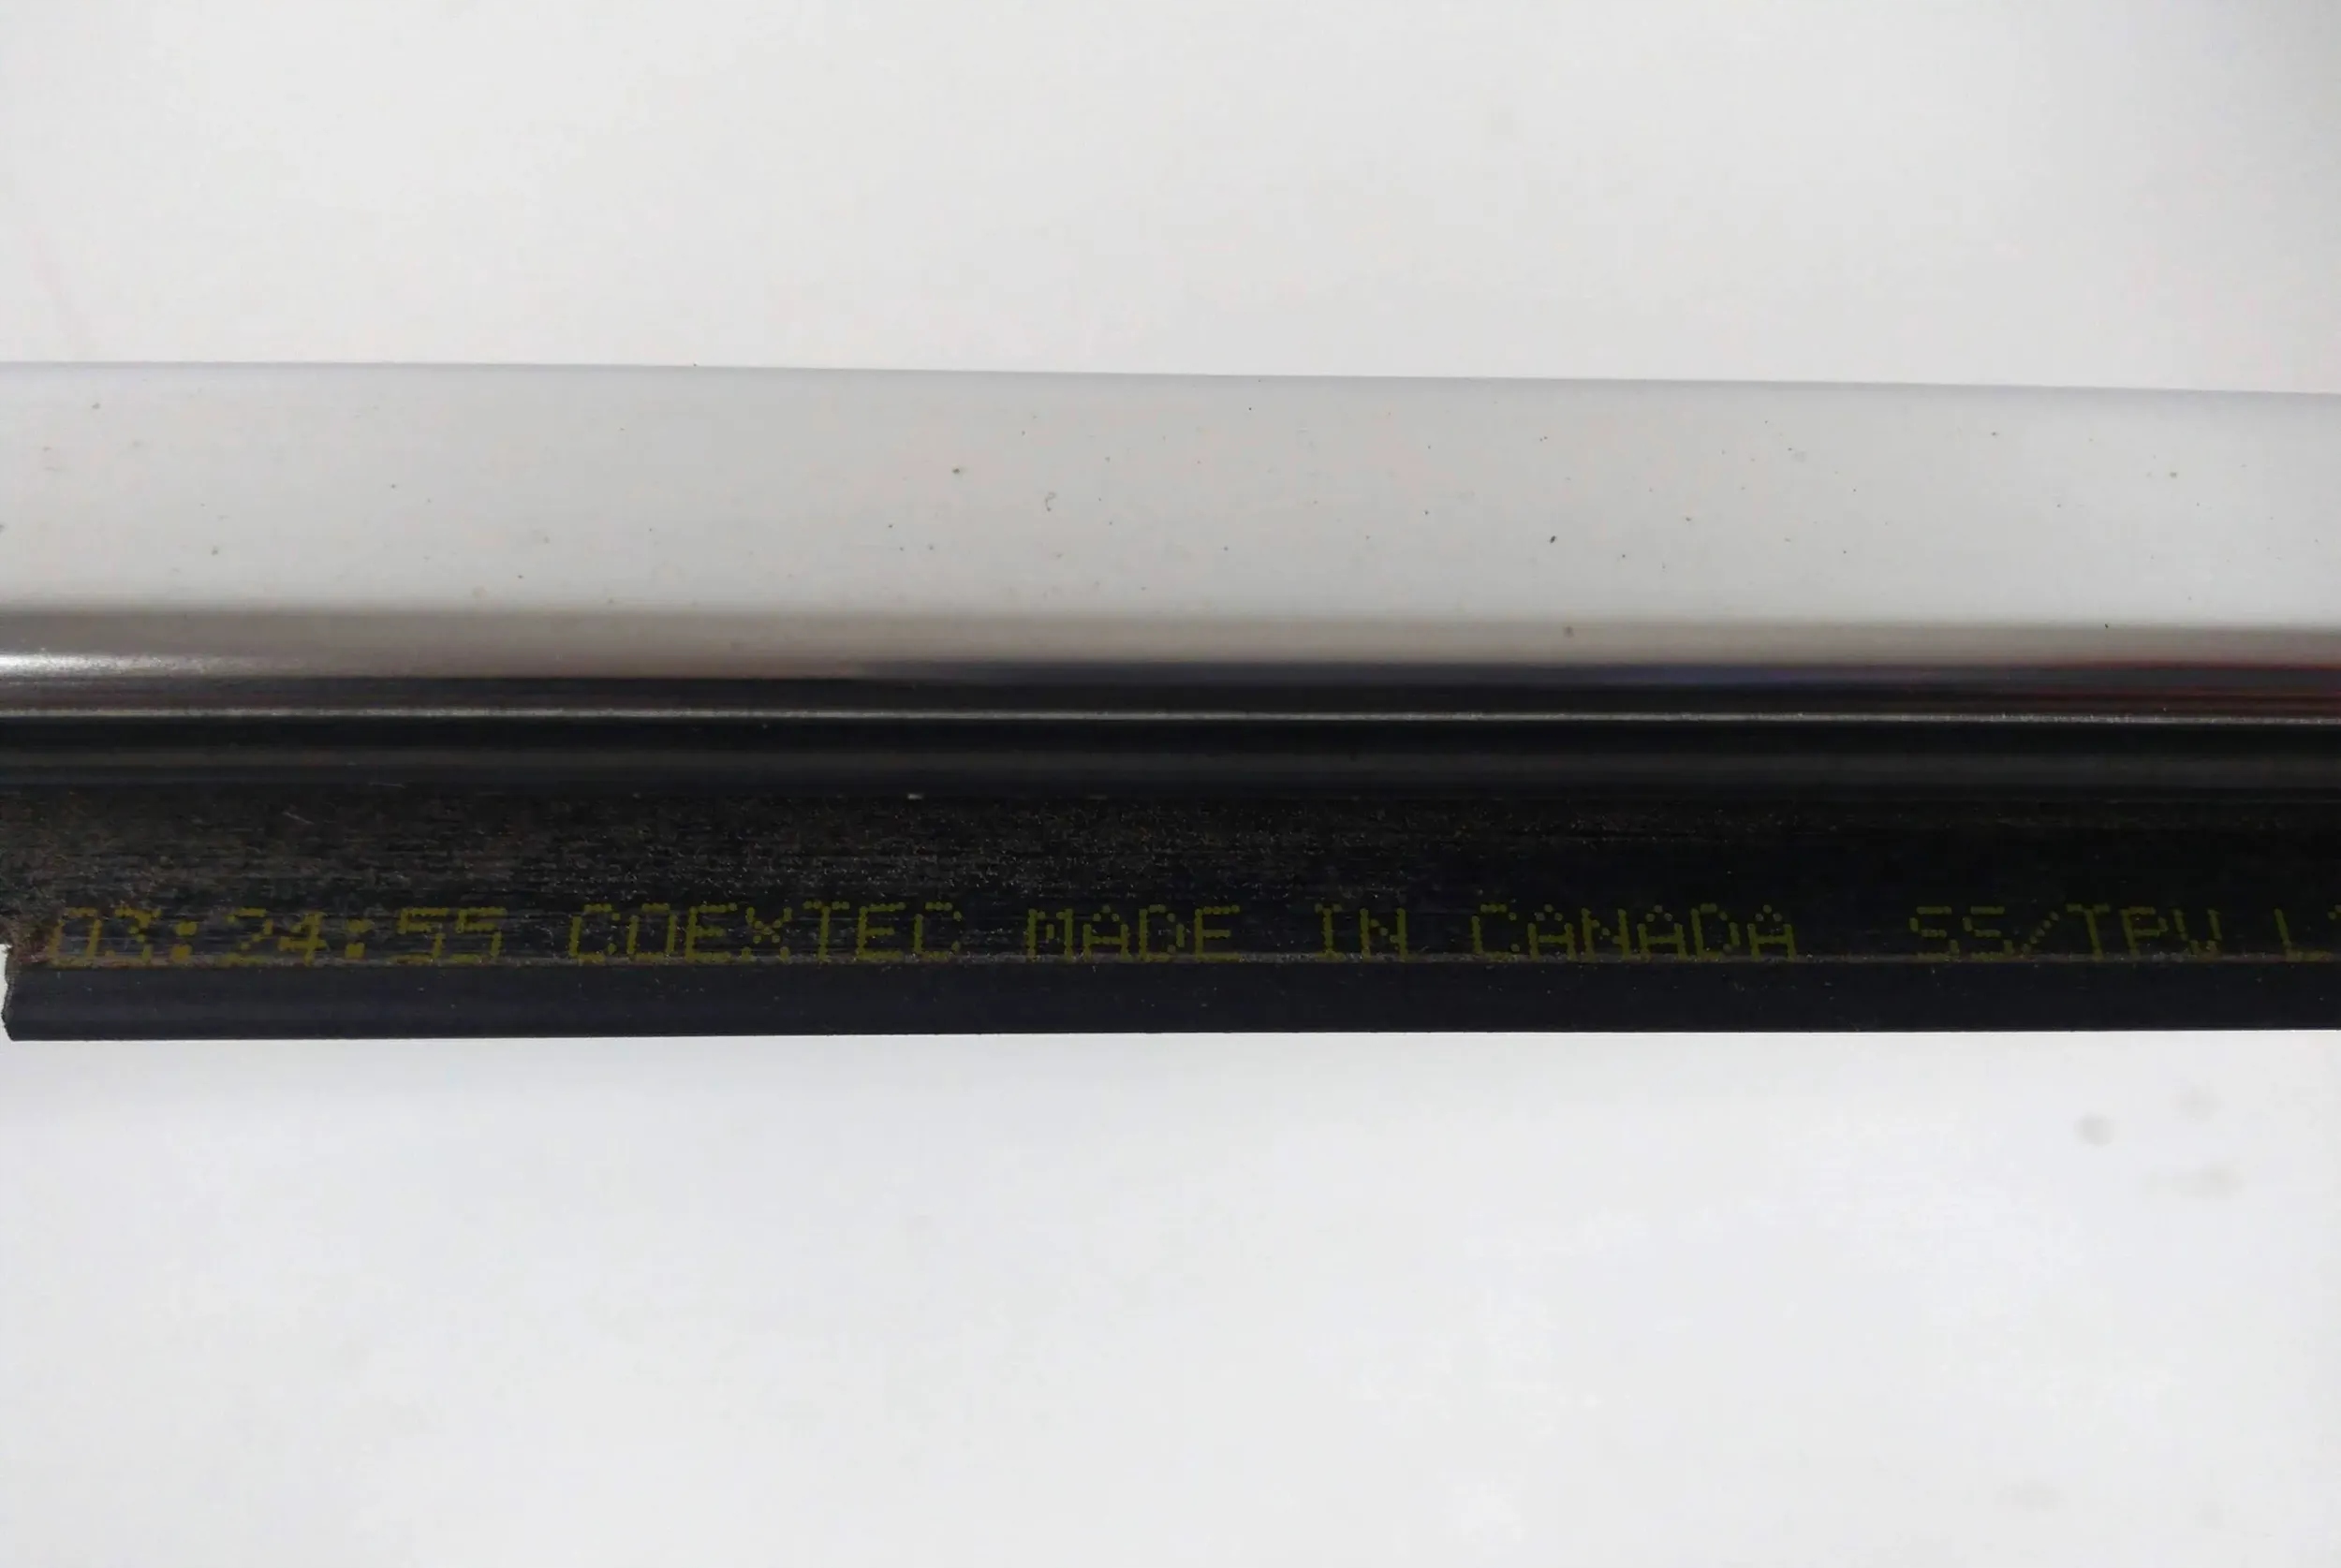 03:24:55 COEXTEC MADE IN CANADA SS/TPV L